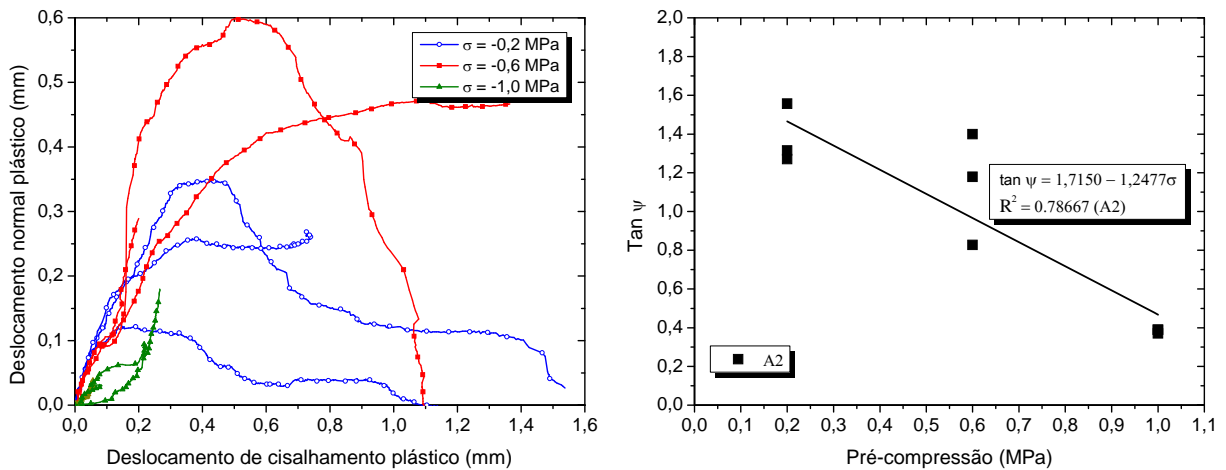 0,6
0,5
0,4
0,3
0,2
0,1
0,0
Deslocamento normal plástico (mm)
σ = -0,2 MPa
σ = -0,6 MPa
σ = -1,0 MPa
0,0 0,2 0,4 0,6 0,8 1,0 1,2 1,4 1,6
Deslocamento de cisalhamento plástico (mm)
2,0
1,8
1,6
1,4
1,2
1,0
0,8
0,6
0,4
0,2
0,0
Tan ψ
tan ψ = 1,7150 − 1,2477σ
R² = 0.78667 (A2)
A2
0,0 0,1 0,2 0,3 0,4 0,5 0,6 0,7 0,8 0,9 1,0 1,1
Pré-compressão (MPa)